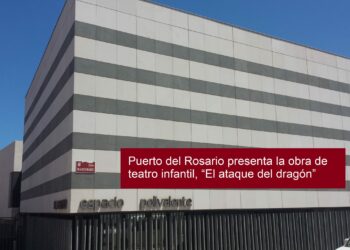 Puerto del Rosario presenta la obra de
teatro infantil, “El ataque del dragón”
espacio polivalente